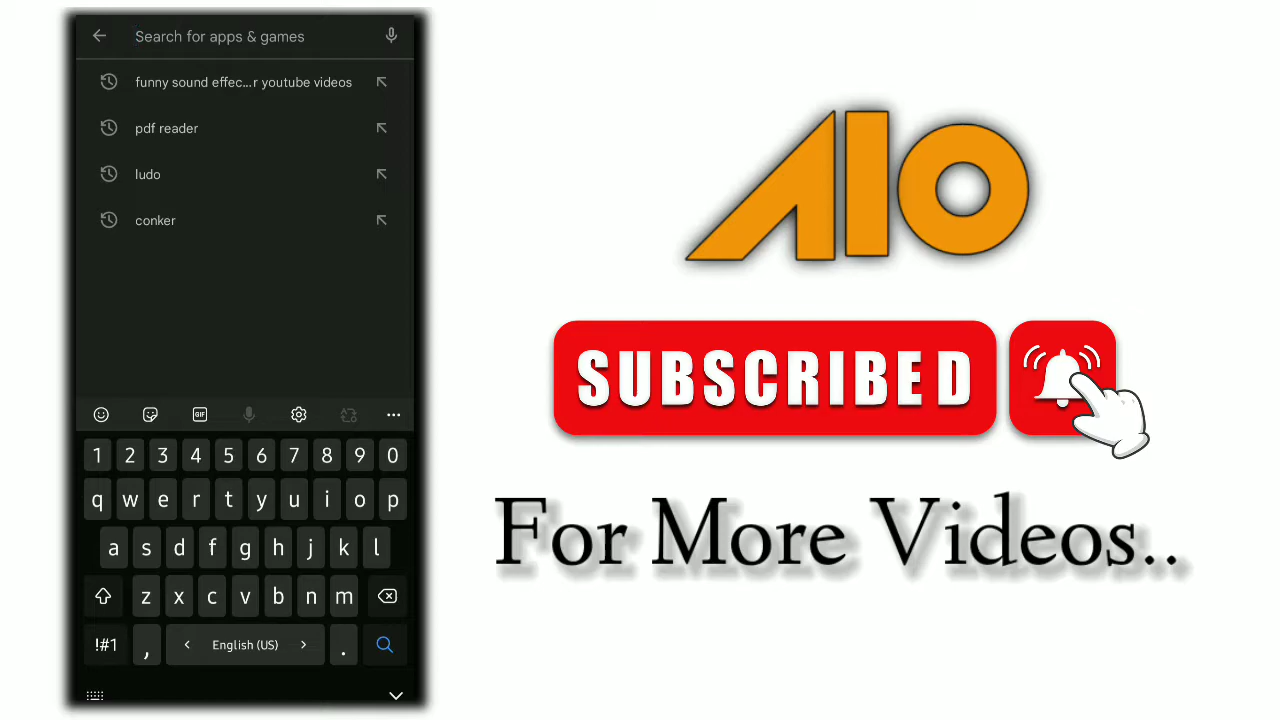 Search for apps & games
funny sound effec...r youtube videos
pdf reader
ludo
conker
GIF
1 2 3 4 5 6 7 8 9 0
q w e r t y u i o p
a s d f g h j k l
z x c v b n m
!#1 , < English (US) > .
AIO
SUBSCRIBED
For More Videos..